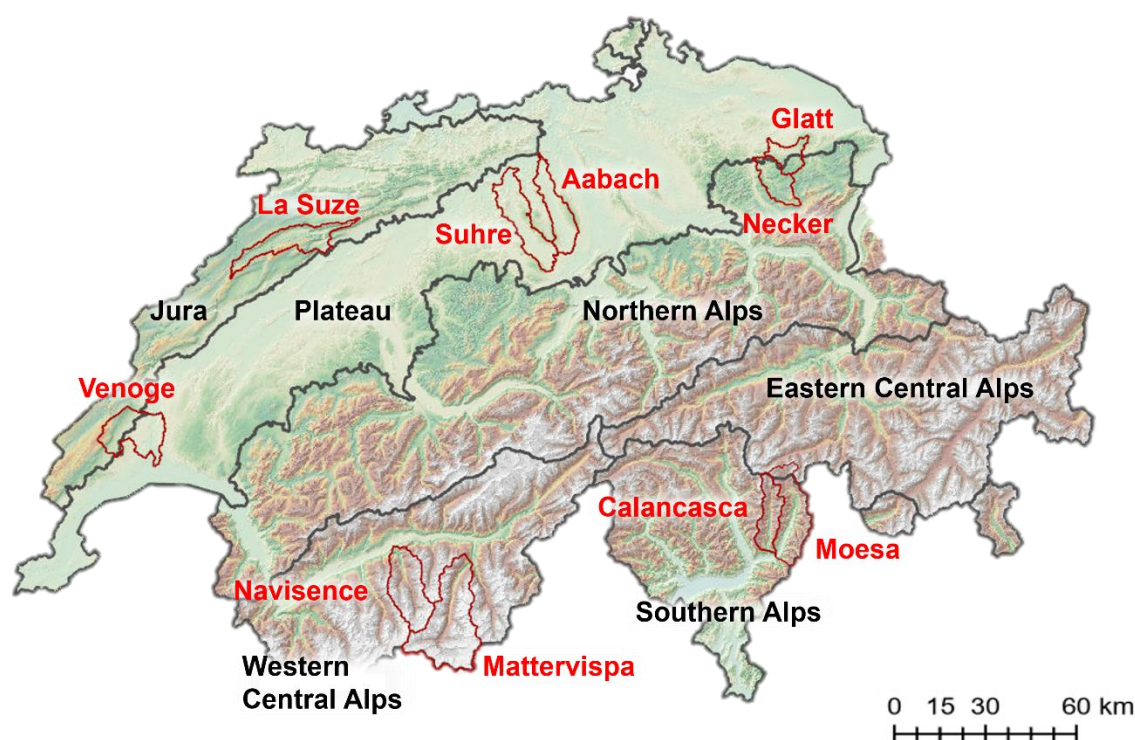 Glatt
Aabach
La Suze
Suhre
Necker
Jura
Plateau
Northern Alps
Venoge
Eastern Central Alps
Calancasca
Moesa
Navisence
Southern Alps
Western
Central Alps
Mattervispa
0 15 30 60 km